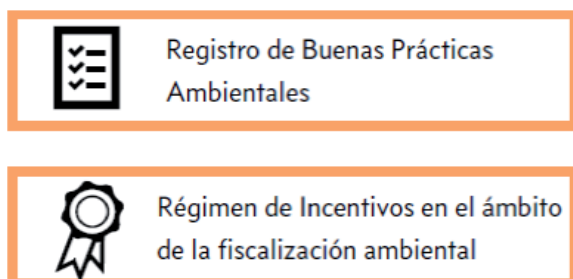 Registro de Buenas Prácticas
Ambientales
Régimen de Incentivos en el ámbito
de la fiscalización ambiental